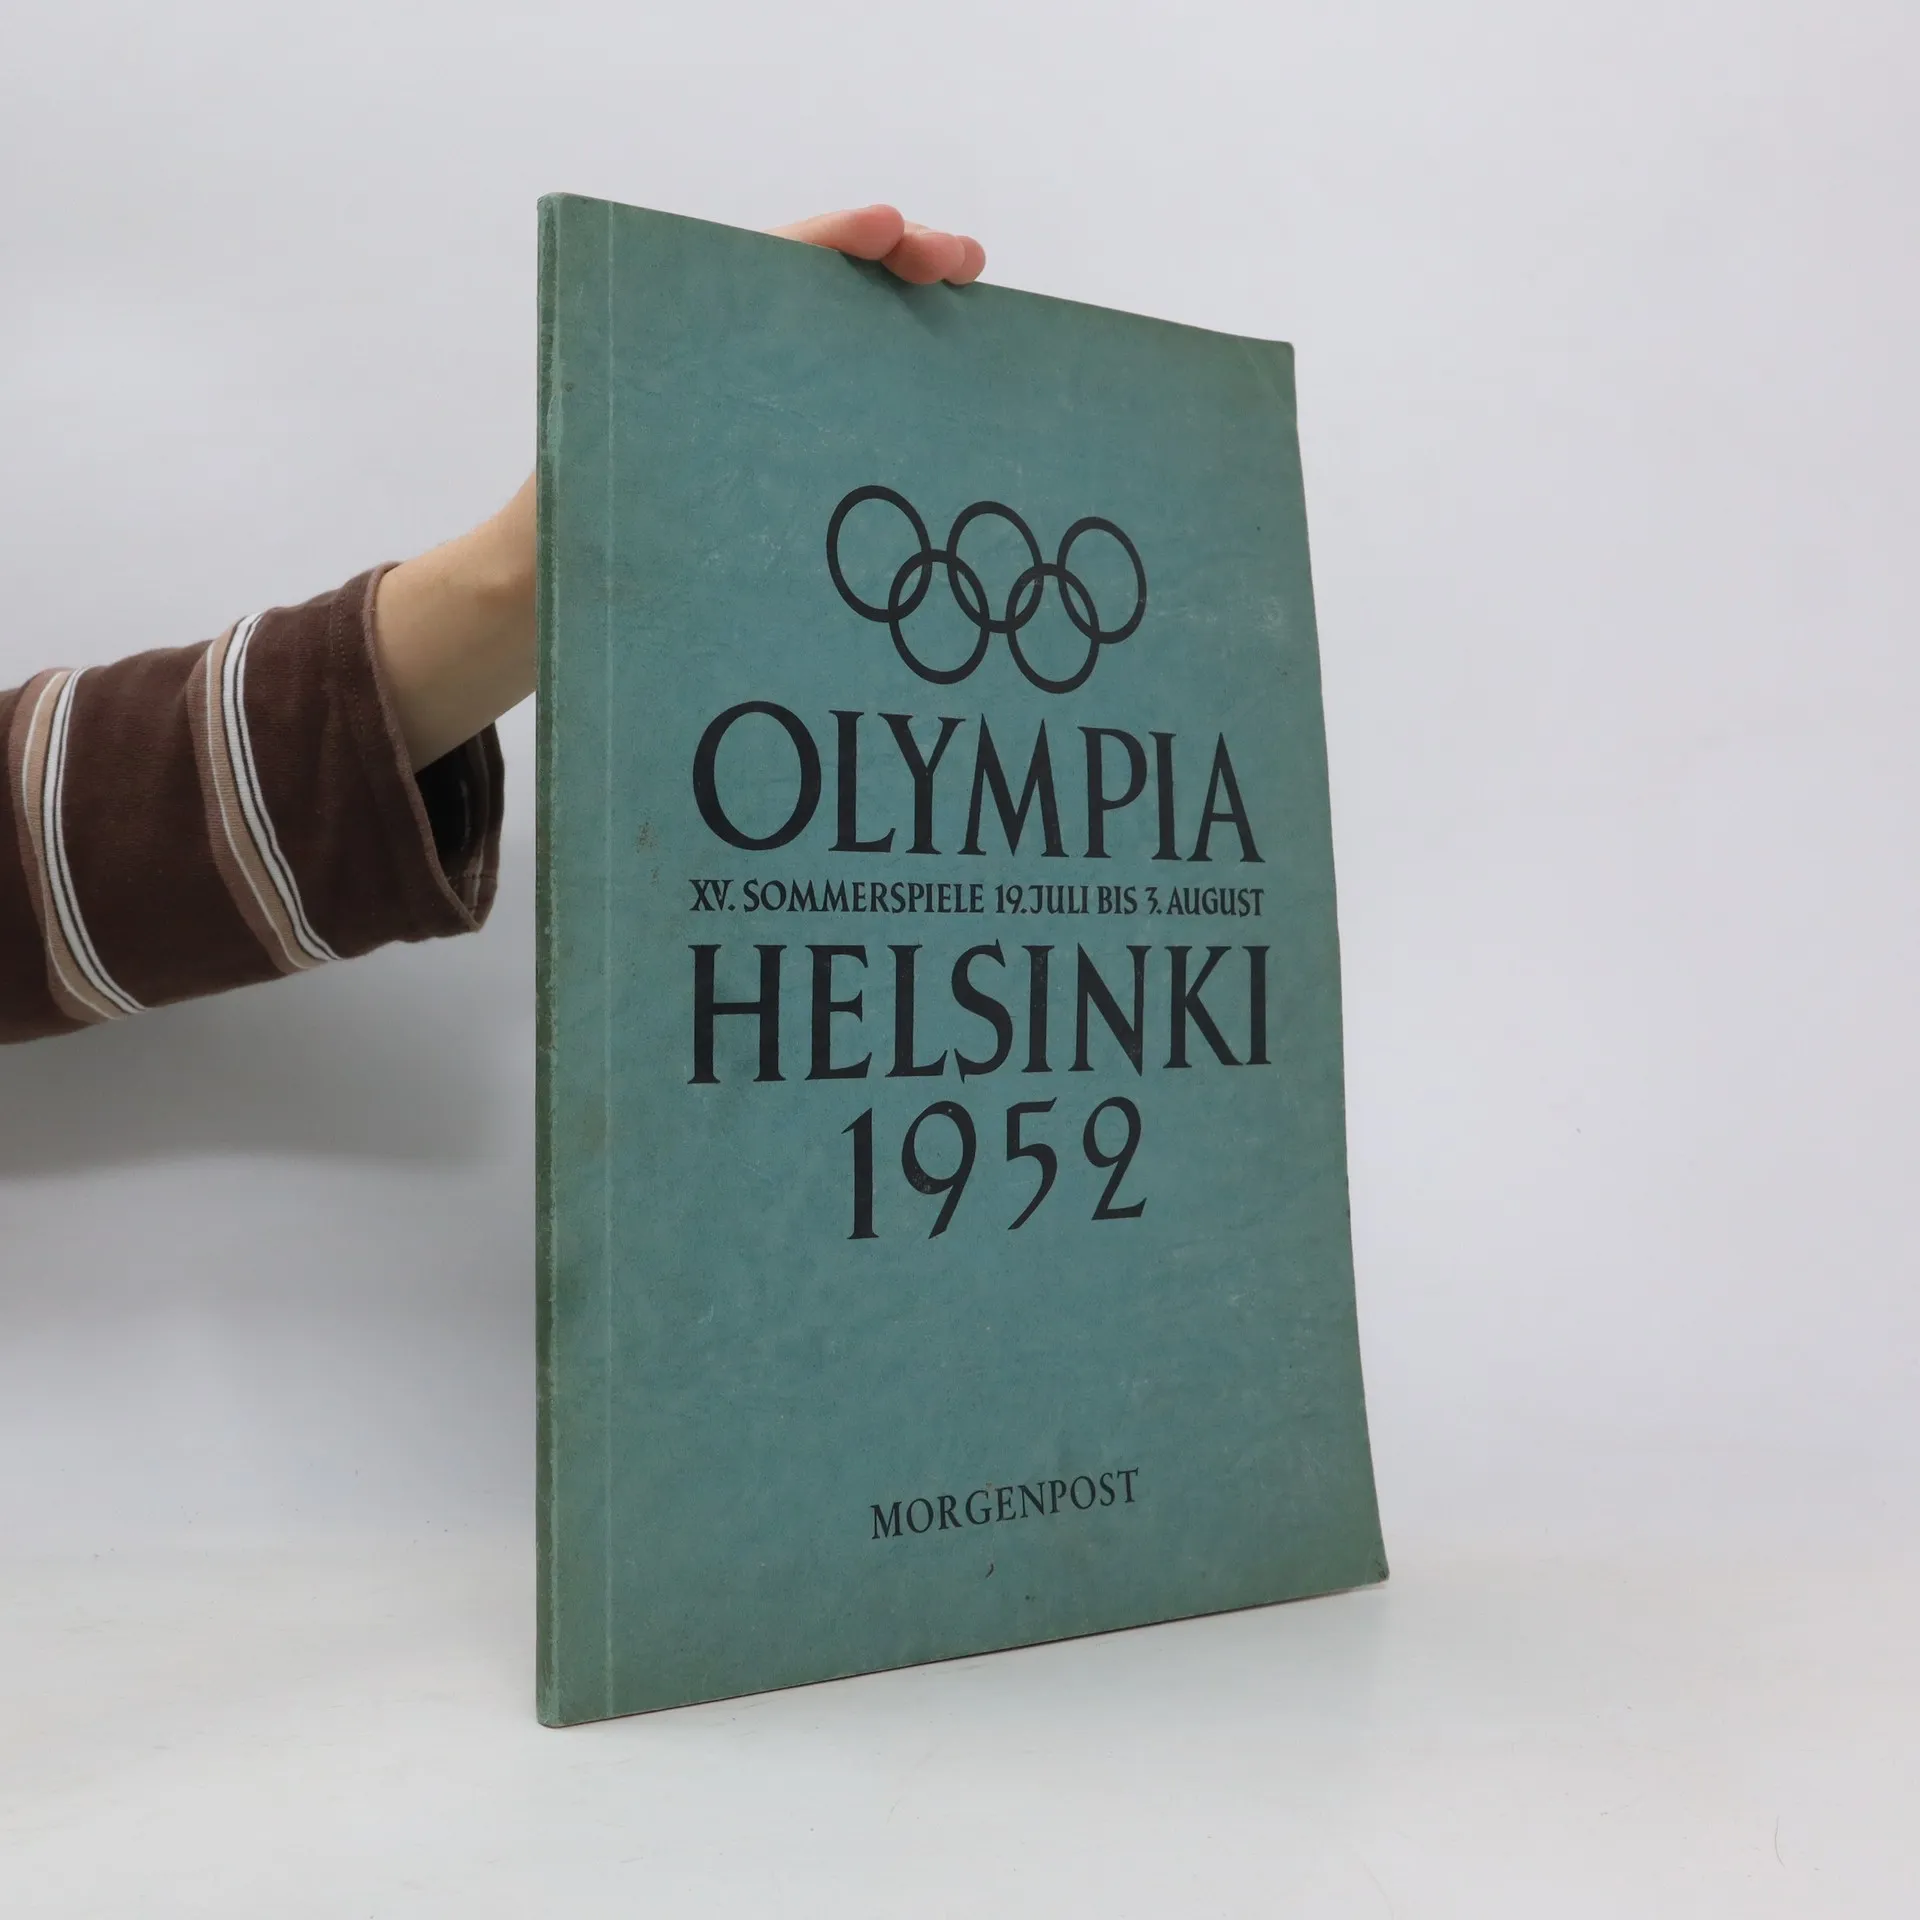 OLYMPIA
XV. SOMMERSPIELE 19. JULI BIS 3. AUGUST
HELSINKI
1952
MORGENPOST